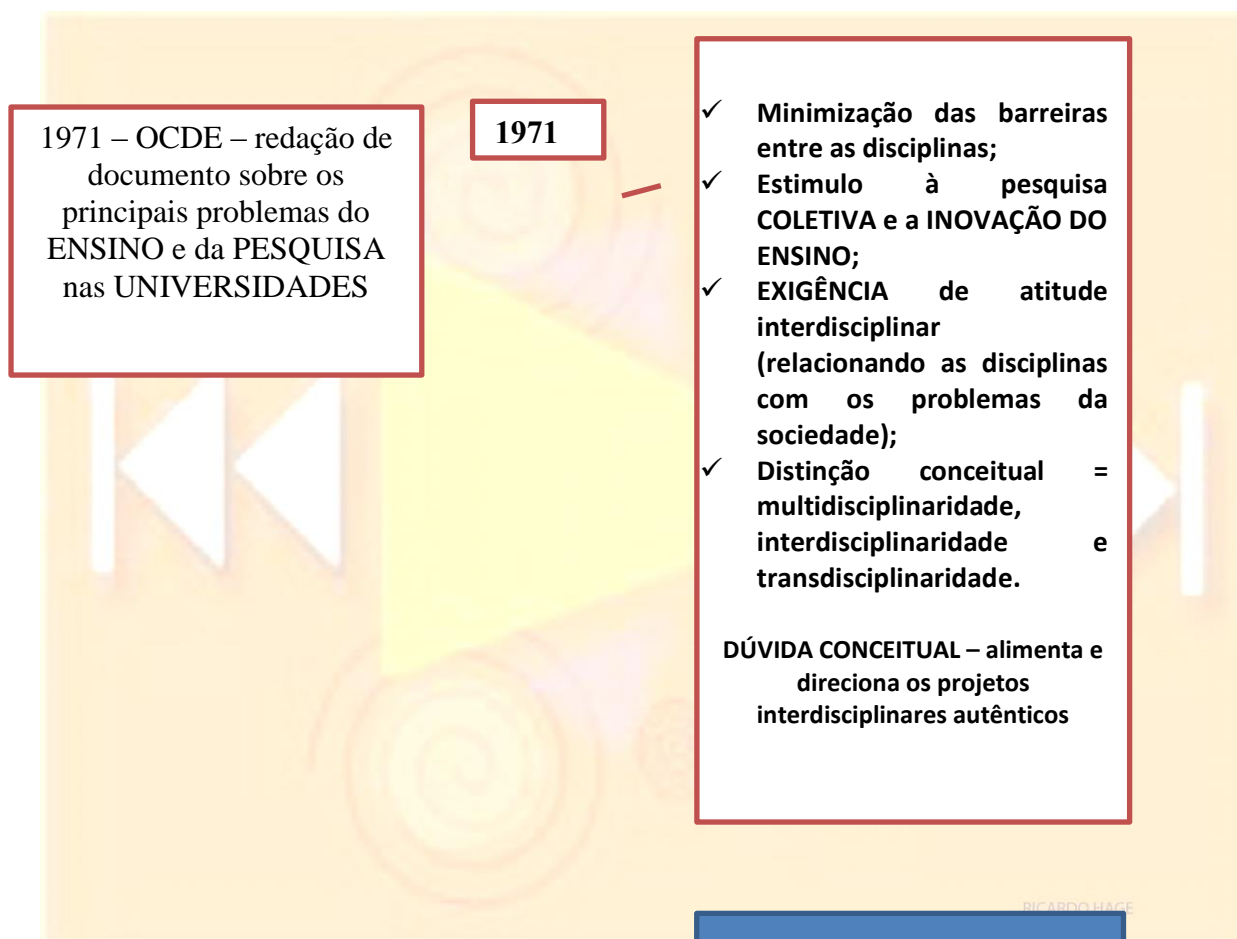 1971 – OCDE – redação de
documento sobre os
principais problemas do
ENSINO e da PESQUISA
nas UNIVERSIDADES
1971
✓ Minimização das barreiras
entre as disciplinas;
✓ Estimulo à pesquisa
COLETIVA e a INOVAÇÃO DO
ENSINO;
✓ EXIGÊNCIA de atitude
interdisciplinar
(relacionando as disciplinas
com os problemas da
sociedade);
✓ Distinção conceitual =
multidisciplinaridade,
interdisciplinaridade e
transdisciplinaridade.
DÚVIDA CONCEITUAL – alimenta e
direciona os projetos
interdisciplinares autênticos
RICARDO HAGE